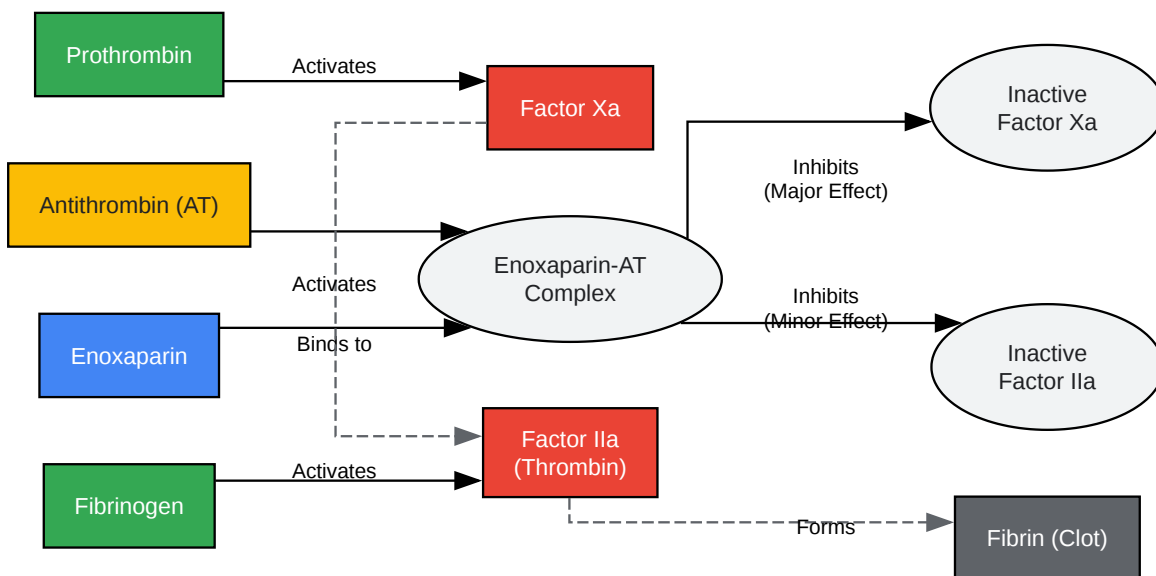 Prothrombin
Activates
Factor Xa
Inactive
Factor Xa
Inhibits
(Major Effect)
Antithrombin (AT)
Enoxaparin-AT
Complex
Activates
Inhibits
(Minor Effect)
Enoxaparin
Binds to
Inactive
Factor IIa
Factor IIa
(Thrombin)
Activates
Fibrinogen
Forms
Fibrin (Clot)